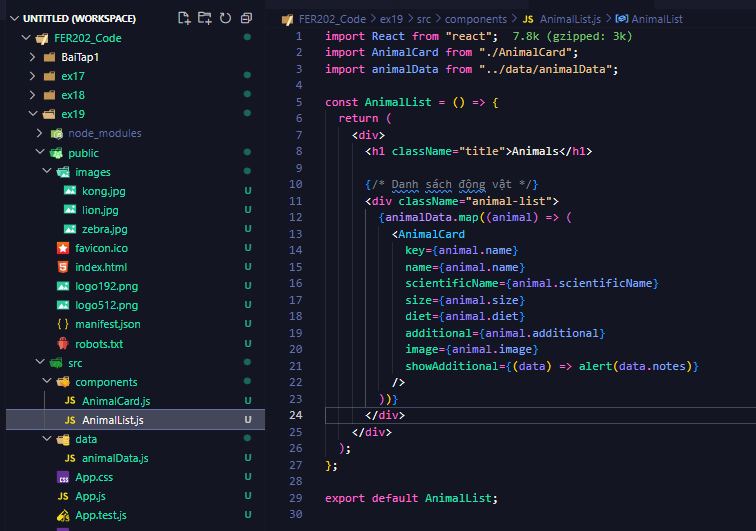 UNTITLED (WORKSPACE)
FER202_Code
BaiTap1
ex17
ex18
ex19
node_modules
public
images
kong.jpg U
lion.jpg U
zebra.jpg U
favicon.ico U
index.html U
logo192.png U
logo512.png U
{} manifest.json U
robots.txt U
src
components
JS AnimalCard.js U
JS AnimalList.js U
data
JS animalData.js U
App.css U
JS App.js U
App.test.js U
FER202_Code > ex19 > src > components > JS AnimalList.js > AnimalList
1 import React from "react"; 7.8k (gzipped: 3k)
2 import AnimalCard from "./AnimalCard";
3 import animalData from "../data/animalData";
4
5 const AnimalList = () => {
6 return (
7 <div>
8 <h1 className="title">Animals</h1>
9
10 {/* Danh sách động vật */}
11 <div className="animal-list">
12 {animalData.map((animal) => (
13 <AnimalCard
14 key={animal.name}
15 name={animal.name}
16 scientificName={animal.scientificName}
17 size={animal.size}
18 diet={animal.diet}
19 additional={animal.additional}
20 image={animal.image}
21 showAdditional={(data) => alert(data.notes)}
22 />
23 ))}
24 </div>
25 </div>
26 );
27 };
28
29 export default AnimalList;
30